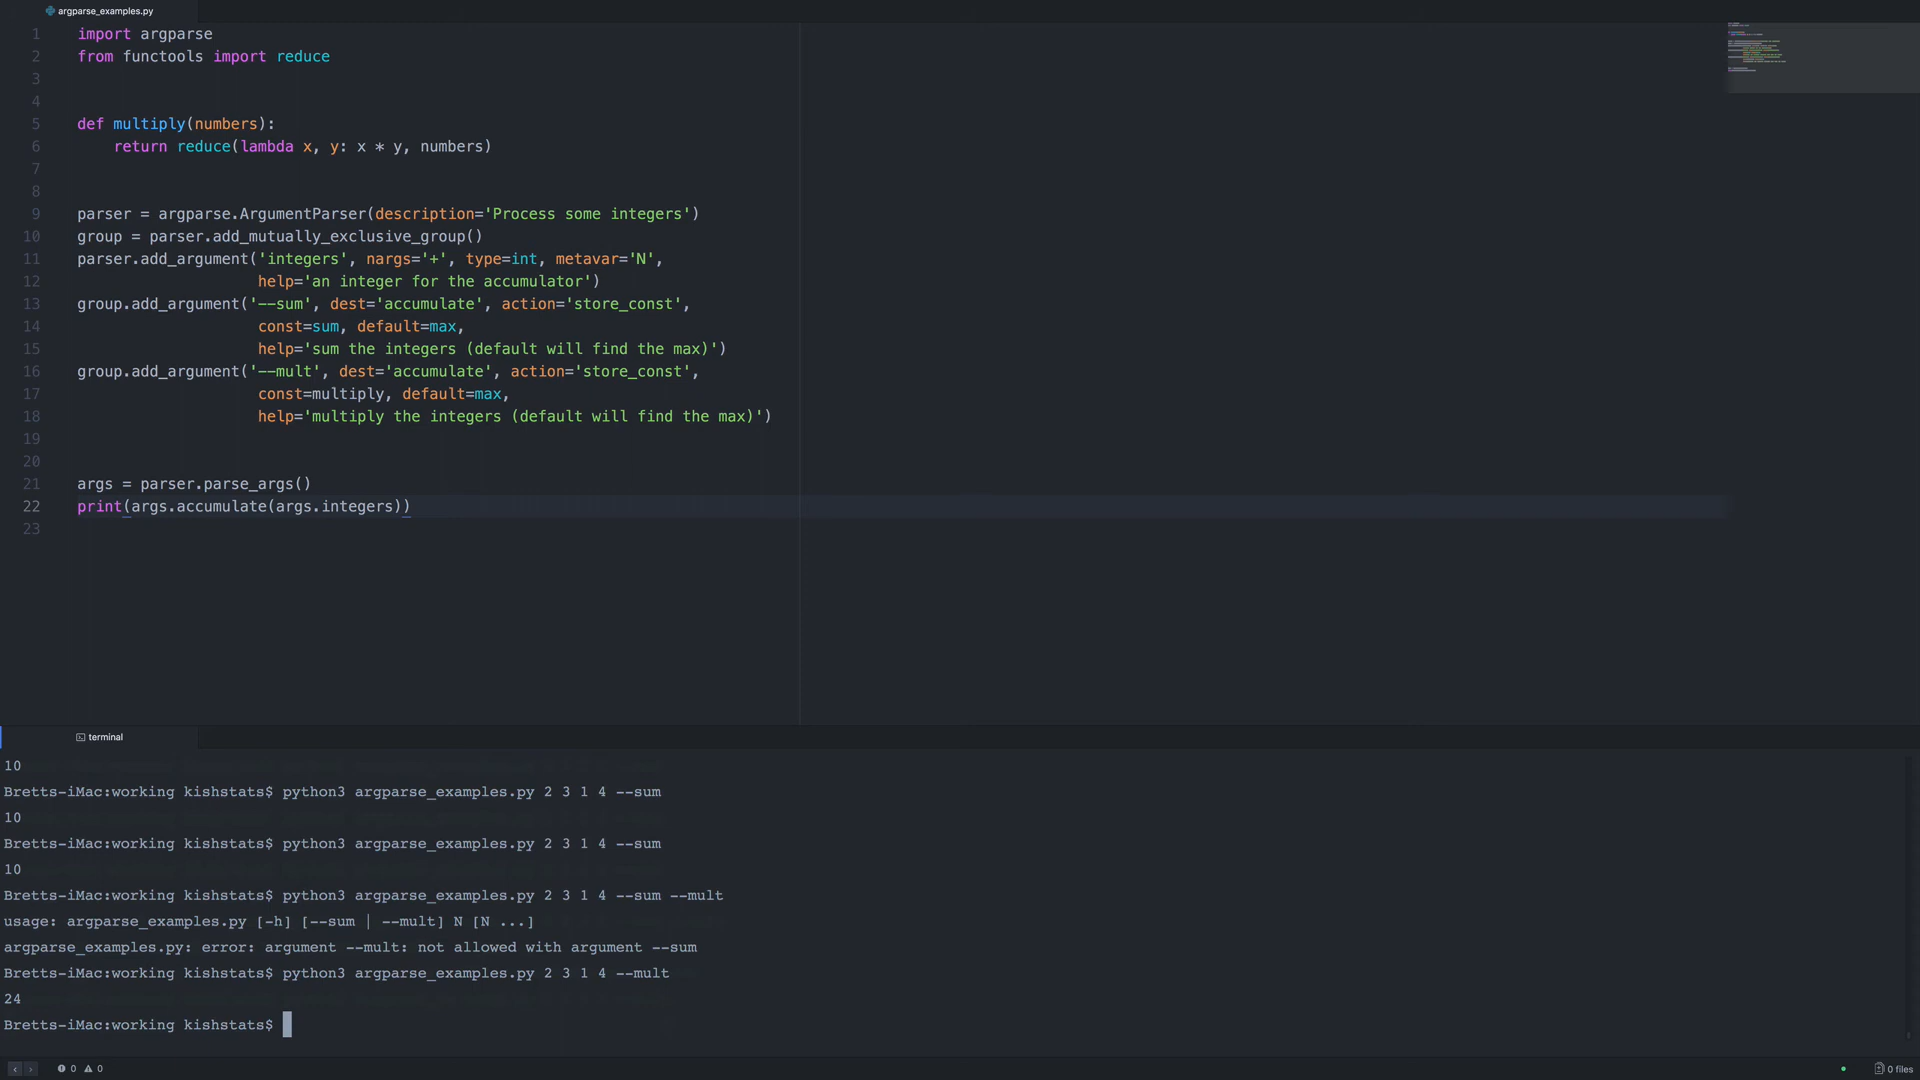 argparse_examples.py
1 import argparse
2 from functools import reduce
3
4
5 def multiply(numbers):
6     return reduce(lambda x, y: x * y, numbers)
7
8
9 parser = argparse.ArgumentParser(description='Process some integers')
10 group = parser.add_mutually_exclusive_group()
11 parser.add_argument('integers', nargs='+', type=int, metavar='N',
12                     help='an integer for the accumulator')
13 group.add_argument('--sum', dest='accumulate', action='store_const',
14                     const=sum, default=max,
15                     help='sum the integers (default will find the max)')
16 group.add_argument('--mult', dest='accumulate', action='store_const',
17                     const=multiply, default=max,
18                     help='multiply the integers (default will find the max)')
19
20
21 args = parser.parse_args()
22 print(args.accumulate(args.integers))
23
terminal
10
Bretts-iMac:working kishstats$ python3 argparse_examples.py 2 3 1 4 --sum
10
Bretts-iMac:working kishstats$ python3 argparse_examples.py 2 3 1 4 --sum
10
Bretts-iMac:working kishstats$ python3 argparse_examples.py 2 3 1 4 --sum --mult
usage: argparse_examples.py [-h] [--sum | --mult] N [N ...]
argparse_examples.py: error: argument --mult: not allowed with argument --sum
Bretts-iMac:working kishstats$ python3 argparse_examples.py 2 3 1 4 --mult
24
Bretts-iMac:working kishstats$
0 0 0 files